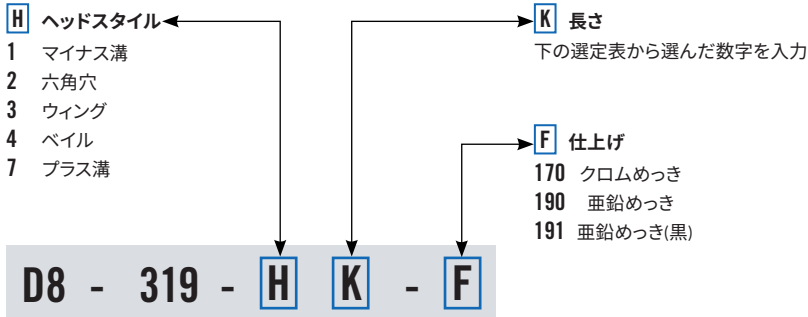 H ヘッドスタイル
1 マイナス溝
2 六角穴
3 ウィング
4 ベイル
7 プラス溝
K 長さ
下の選定表から選んだ数字を入力
F 仕上げ
170 クロムめっき
190 亜鉛めっき
191 亜鉛めっき(黒)
D8 - 319 - H K - F